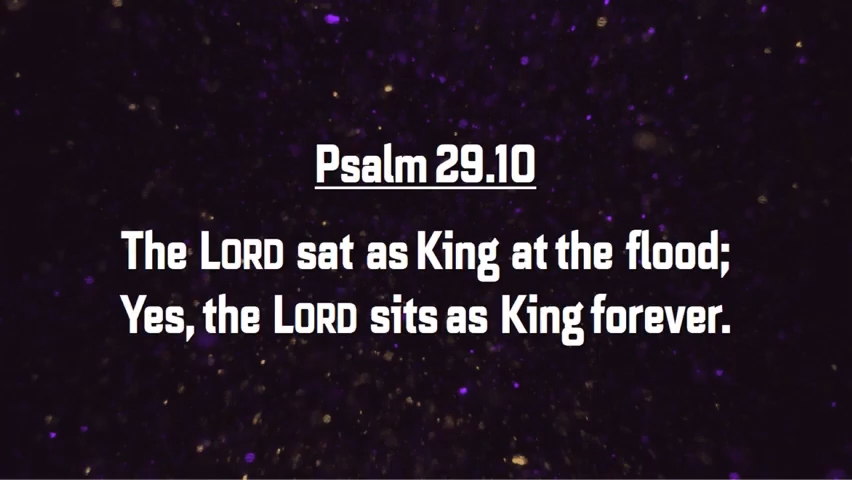 Psalm 29.10
The LORD sat as King at the flood;
Yes, the LORD sits as King forever.